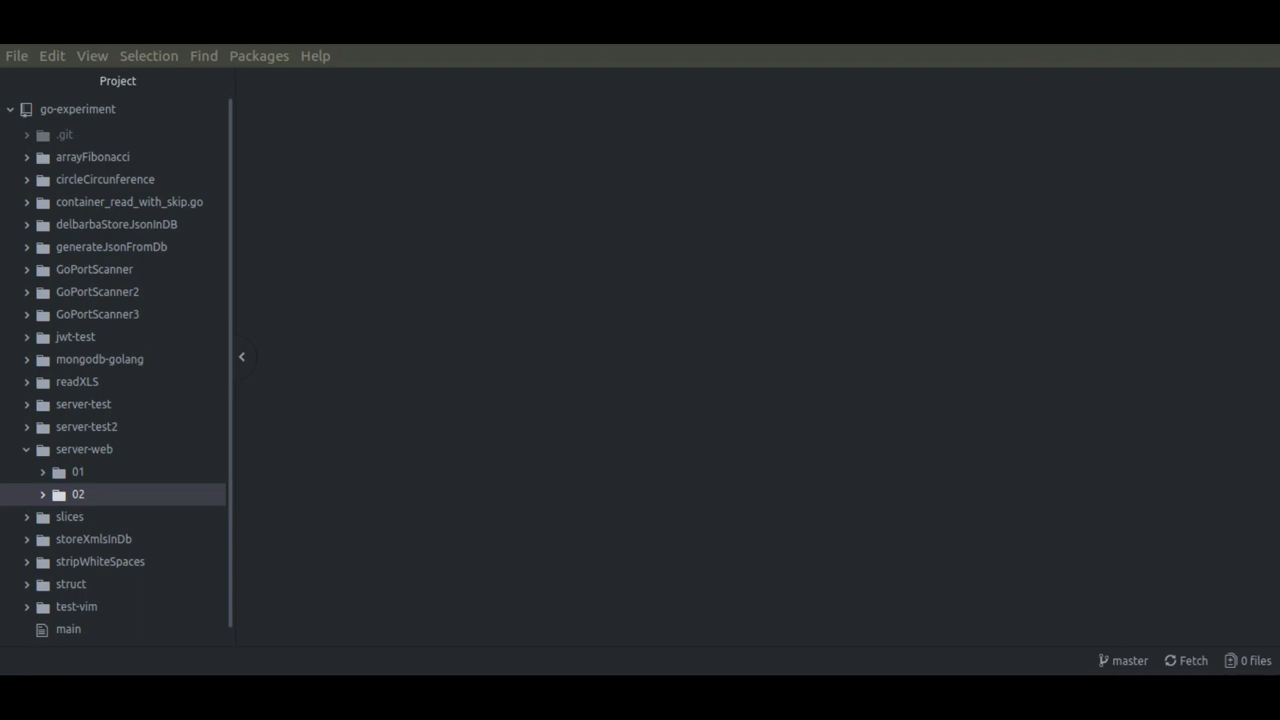 File Edit View Selection Find Packages Help
Project
go-experiment
.git
arrayFibonacci
circleCircunference
container_read_with_skip.go
delbarbaStoreJsonInDB
generateJsonFromDb
GoPortScanner
GoPortScanner2
GoPortScanner3
jwt-test
mongodb-golang
readXLS
server-test
server-test2
server-web
01
02
slices
storeXmlsInDb
stripWhiteSpaces
struct
test-vim
main
master Fetch 0 files